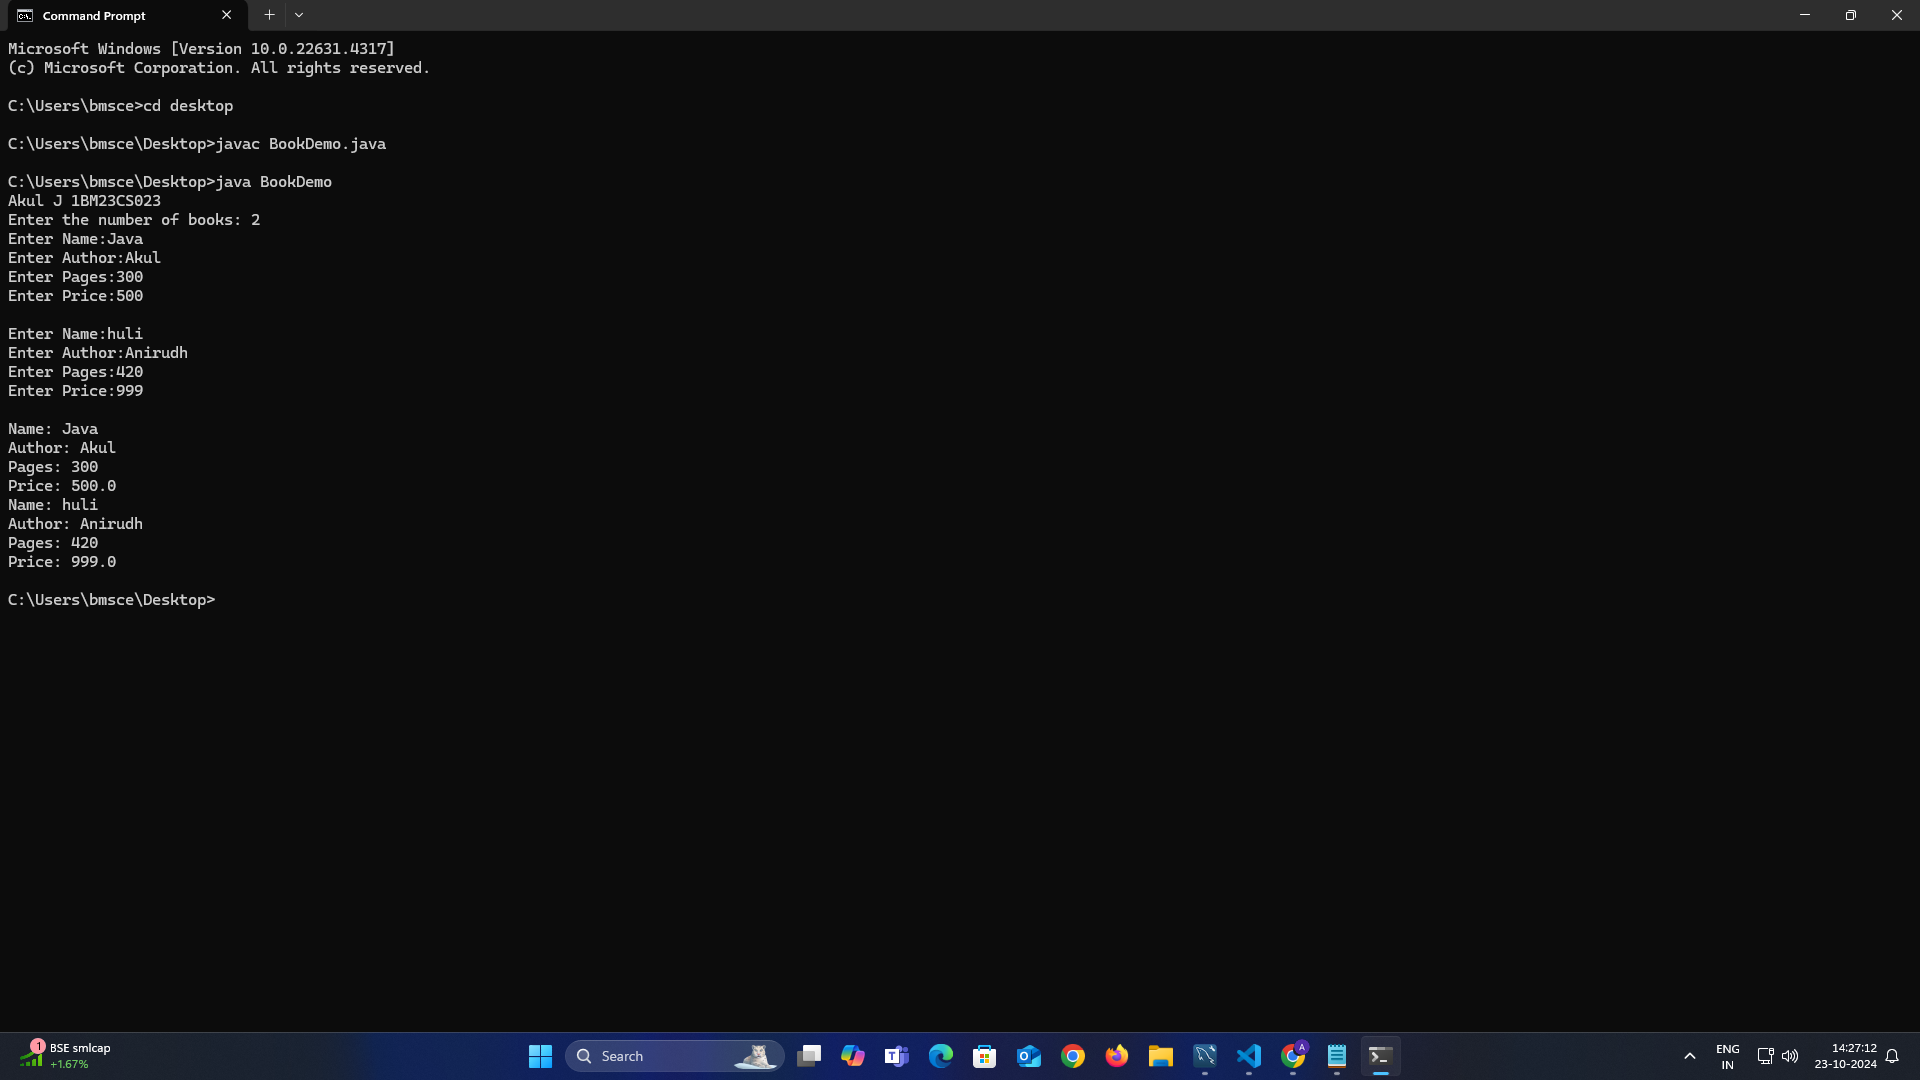 Command Prompt
Microsoft Windows [Version 10.0.22631.4317]
(c) Microsoft Corporation. All rights reserved.
C:\Users\bmsce>cd desktop
C:\Users\bmsce\Desktop>javac BookDemo.java
C:\Users\bmsce\Desktop>java BookDemo
Akul J 1BM23CS023
Enter the number of books: 2
Enter Name:Java
Enter Author:Akul
Enter Pages:300
Enter Price:500
Enter Name:huli
Enter Author:Anirudh
Enter Pages:420
Enter Price:999
Name: Java
Author: Akul
Pages: 300
Price: 500.0
Name: huli
Author: Anirudh
Pages: 420
Price: 999.0
C:\Users\bmsce\Desktop>
1
BSE smlcap
+1.67%
Search
A
ENG
IN
14:27:12
23-10-2024